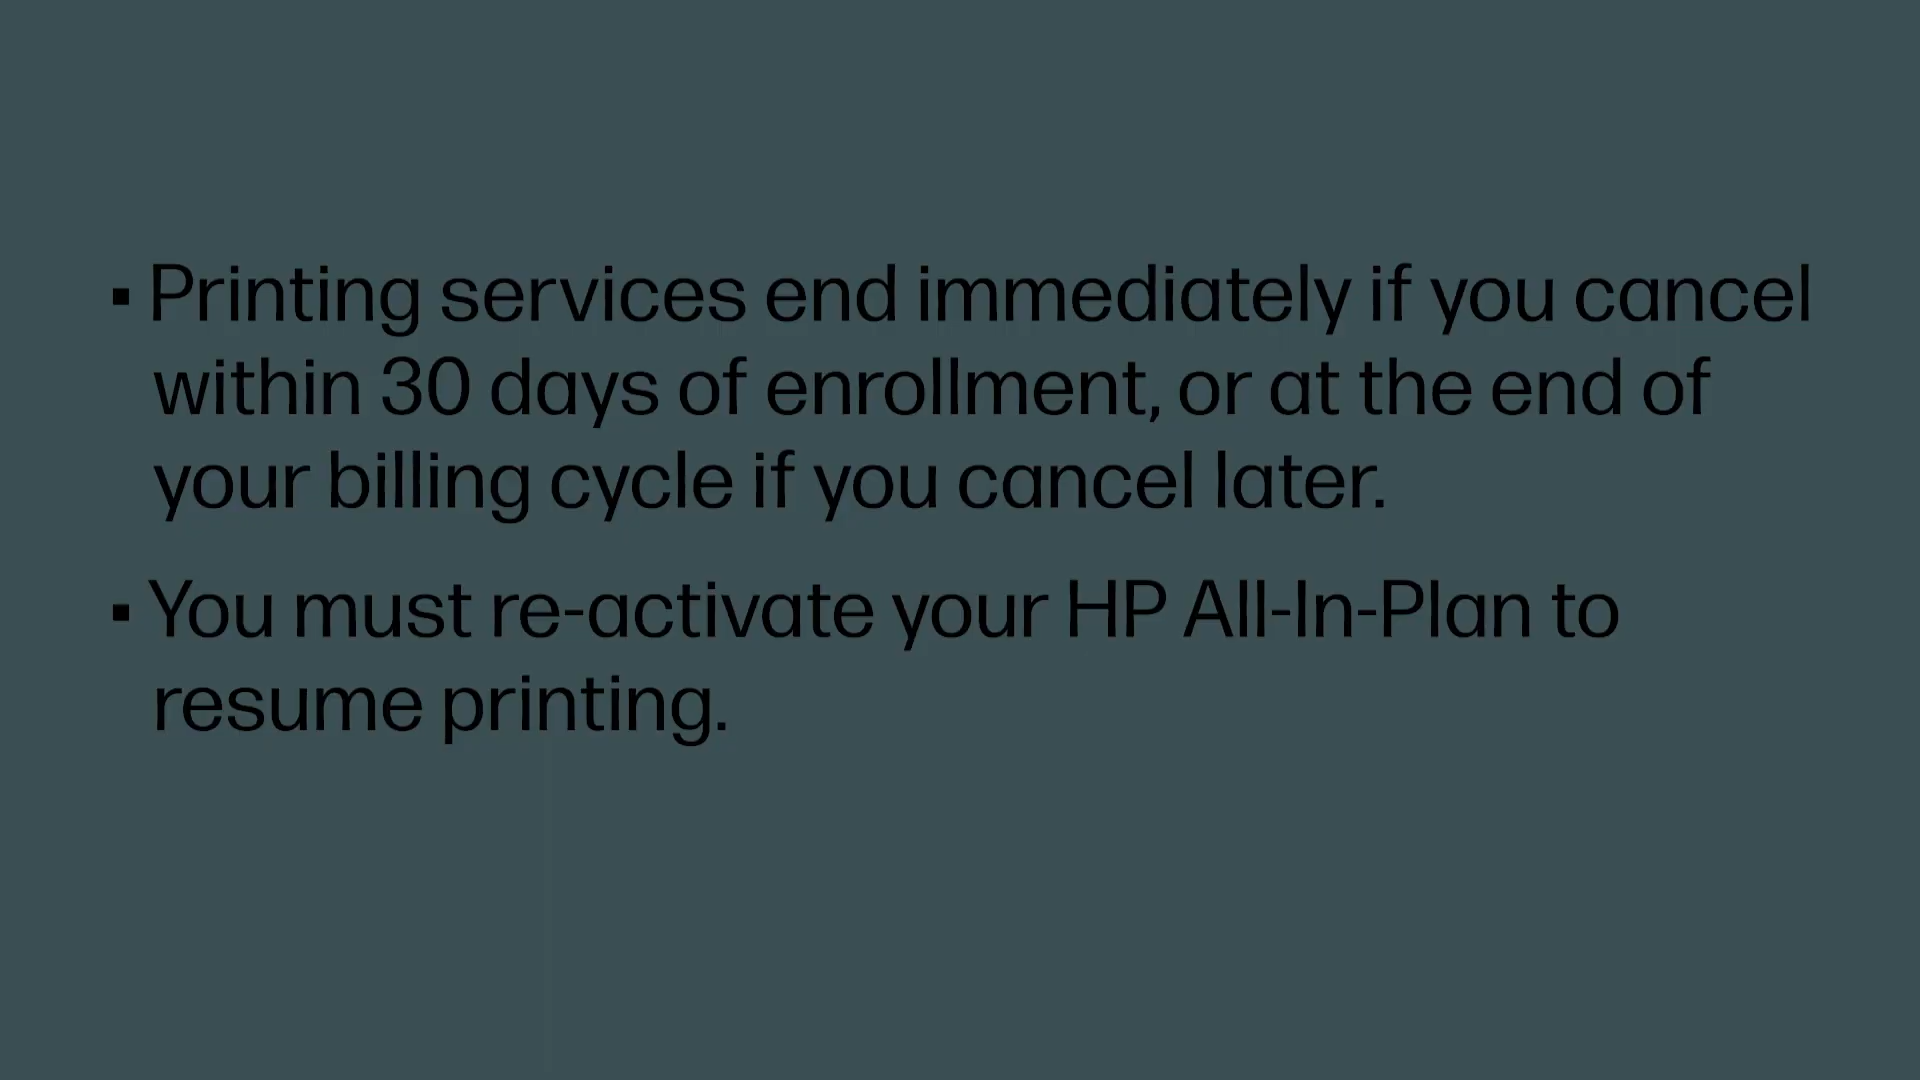 ▪ Printing services end immediately if you cancel
within 30 days of enrollment, or at the end of
your billing cycle if you cancel later.
▪ You must re-activate your HP All-In-Plan to
resume printing.